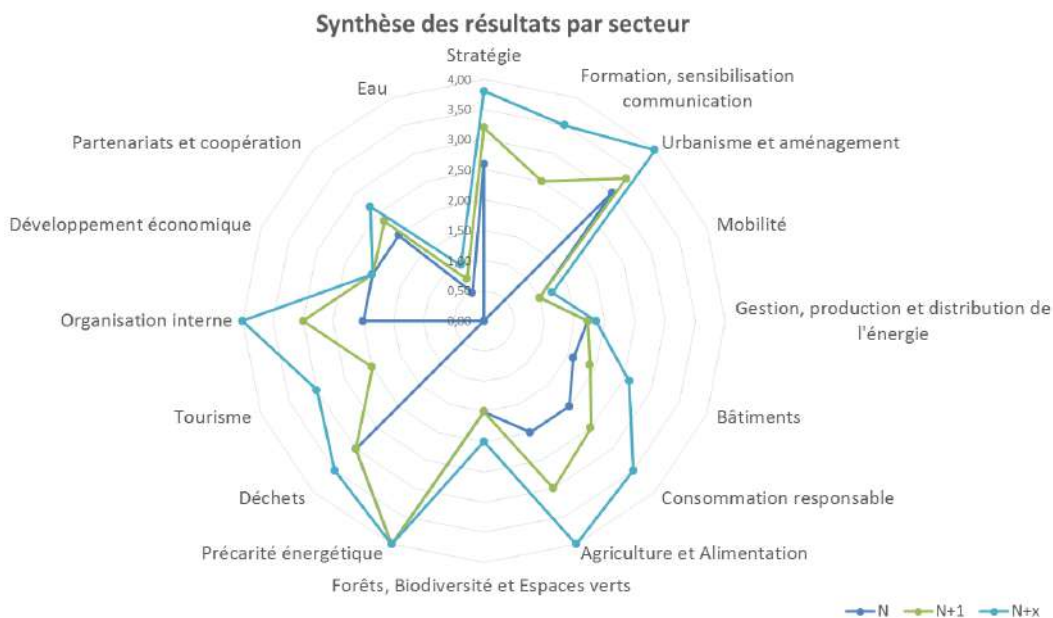 Synthèse des résultats par secteur
Stratégie
Formation, sensibilisation
communication
Urbanisme et aménagement
Mobilité
Gestion, production et distribution de
l'énergie
Bâtiments
Consommation responsable
Agriculture et Alimentation
Forêts, Biodiversité et Espaces verts
Précarité énergétique
Déchets
Tourisme
Organisation interne
Développement économique
Partenariats et coopération
Eau
4,00
3,50
3,00
2,50
2,00
1,50
1,00
0,50
0,00
N
N+1
N+x